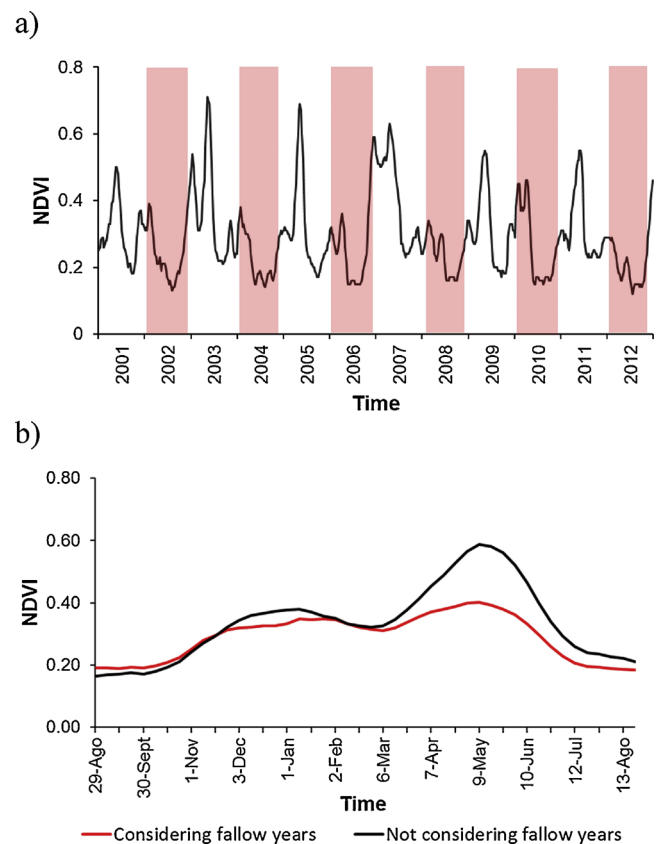 a)
0.8
0.6
0.4
0.2
0
NDVI
2001 2002 2003 2004 2005 2006 2007 2008 2009 2010 2011 2012
Time
b)
0.80
0.60
0.40
0.20
0.00
NDVI
29-Ago 30-Sept 1-Nov 3-Dec 1-Jan 2-Feb 6-Mar 7-Apr 9-May 10-Jun 12-Jul 13-Ago
Time
Considering fallow years Not considering fallow years